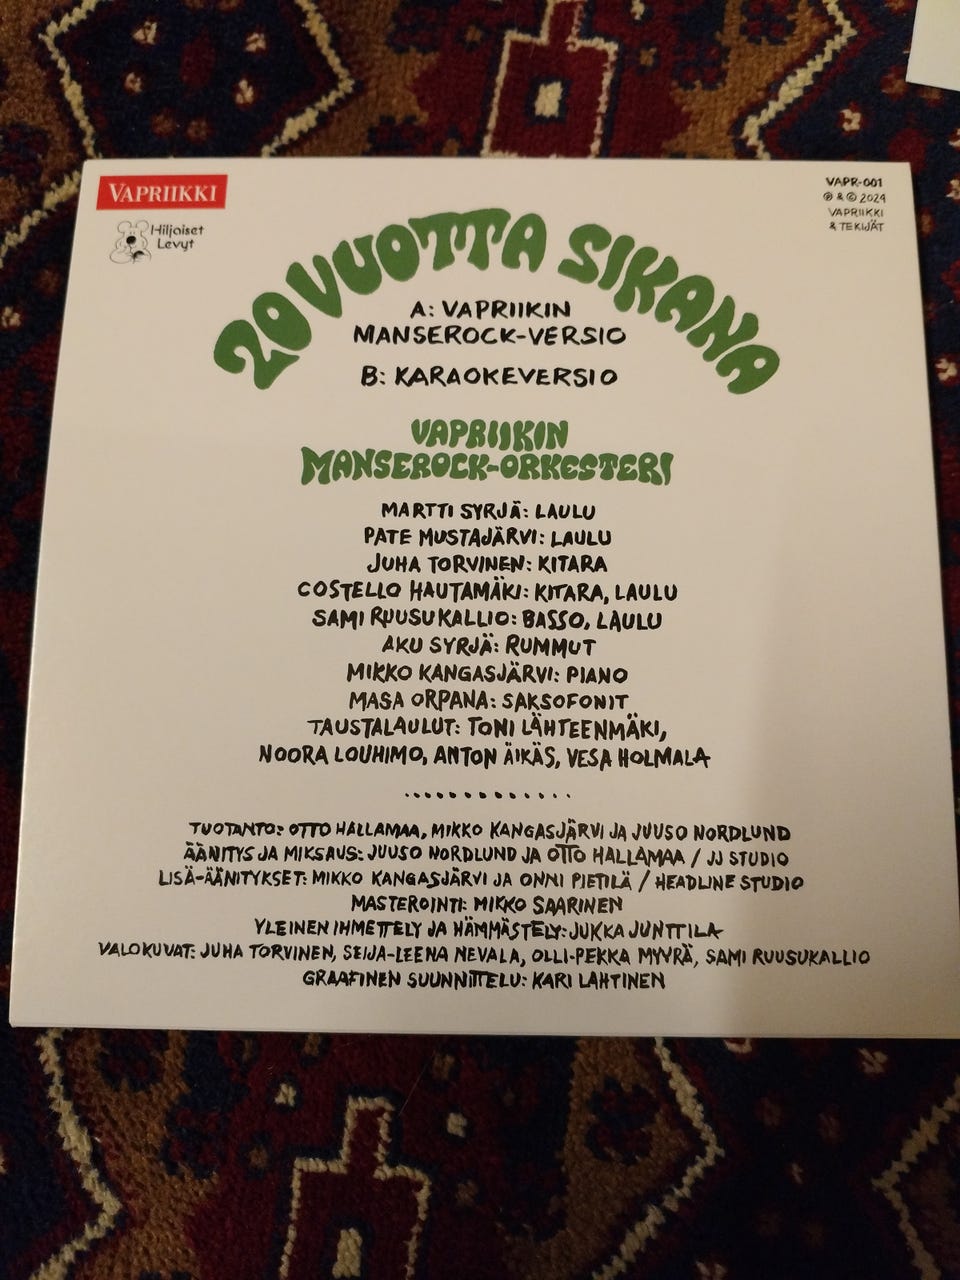 VAPRIIKKI
Hiljaiset
Levyt
VAPR-001
℗ & © 2024
VAPRIIKKI
& TEKIJÄT
20 VUOTTA SIKANA
A: VAPRIIKIN
MANSEROCK-VERSIO
B: KARAOKEVERSIO
VAPRIIKIN
MANSEROCK-ORKESTERI
MARTTI SYRJÄ: LAULU
PATE MUSTAJÄRVI: LAULU
JUHA TORVINEN: KITARA
COSTELLO HAUTAMÄKI: KITARA, LAULU
SAMI RUUSUKALLIO: BASSO, LAULU
AKU SYRJÄ: RUMMUT
MIKKO KANGASJÄRVI: PIANO
MASA ORPANA: SAKSOFONIT
TAUSTALAULUT: TONI LÄHTEENMÄKI,
NOORA LOUHIMO, ANTON ÄIKÄS, VESA HOLMALA
.............
TUOTANTO: OTTO HALLAMAA, MIKKO KANGASJÄRVI JA JUUSO NORDLUND
ÄÄNITYS JA MIKSAUS: JUUSO NORDLUND JA OTTO HALLAMAA / JJ STUDIO
LISÄ-ÄÄNITYKSET: MIKKO KANGASJÄRVI JA ONNI PIETILÄ / HEADLINE STUDIO
MASTEROINTI: MIKKO SAARINEN
YLEINEN IHMETTELY JA HÄMMÄSTELY: JUKKA JUNTTILA
VALOKUVAT: JUHA TORVINEN, SEIJA-LEENA NEVALA, OLLI-PEKKA MYYRÄ, SAMI RUUSUKALLIO
GRAAFINEN SUUNNITTELU: KARI LAHTINEN